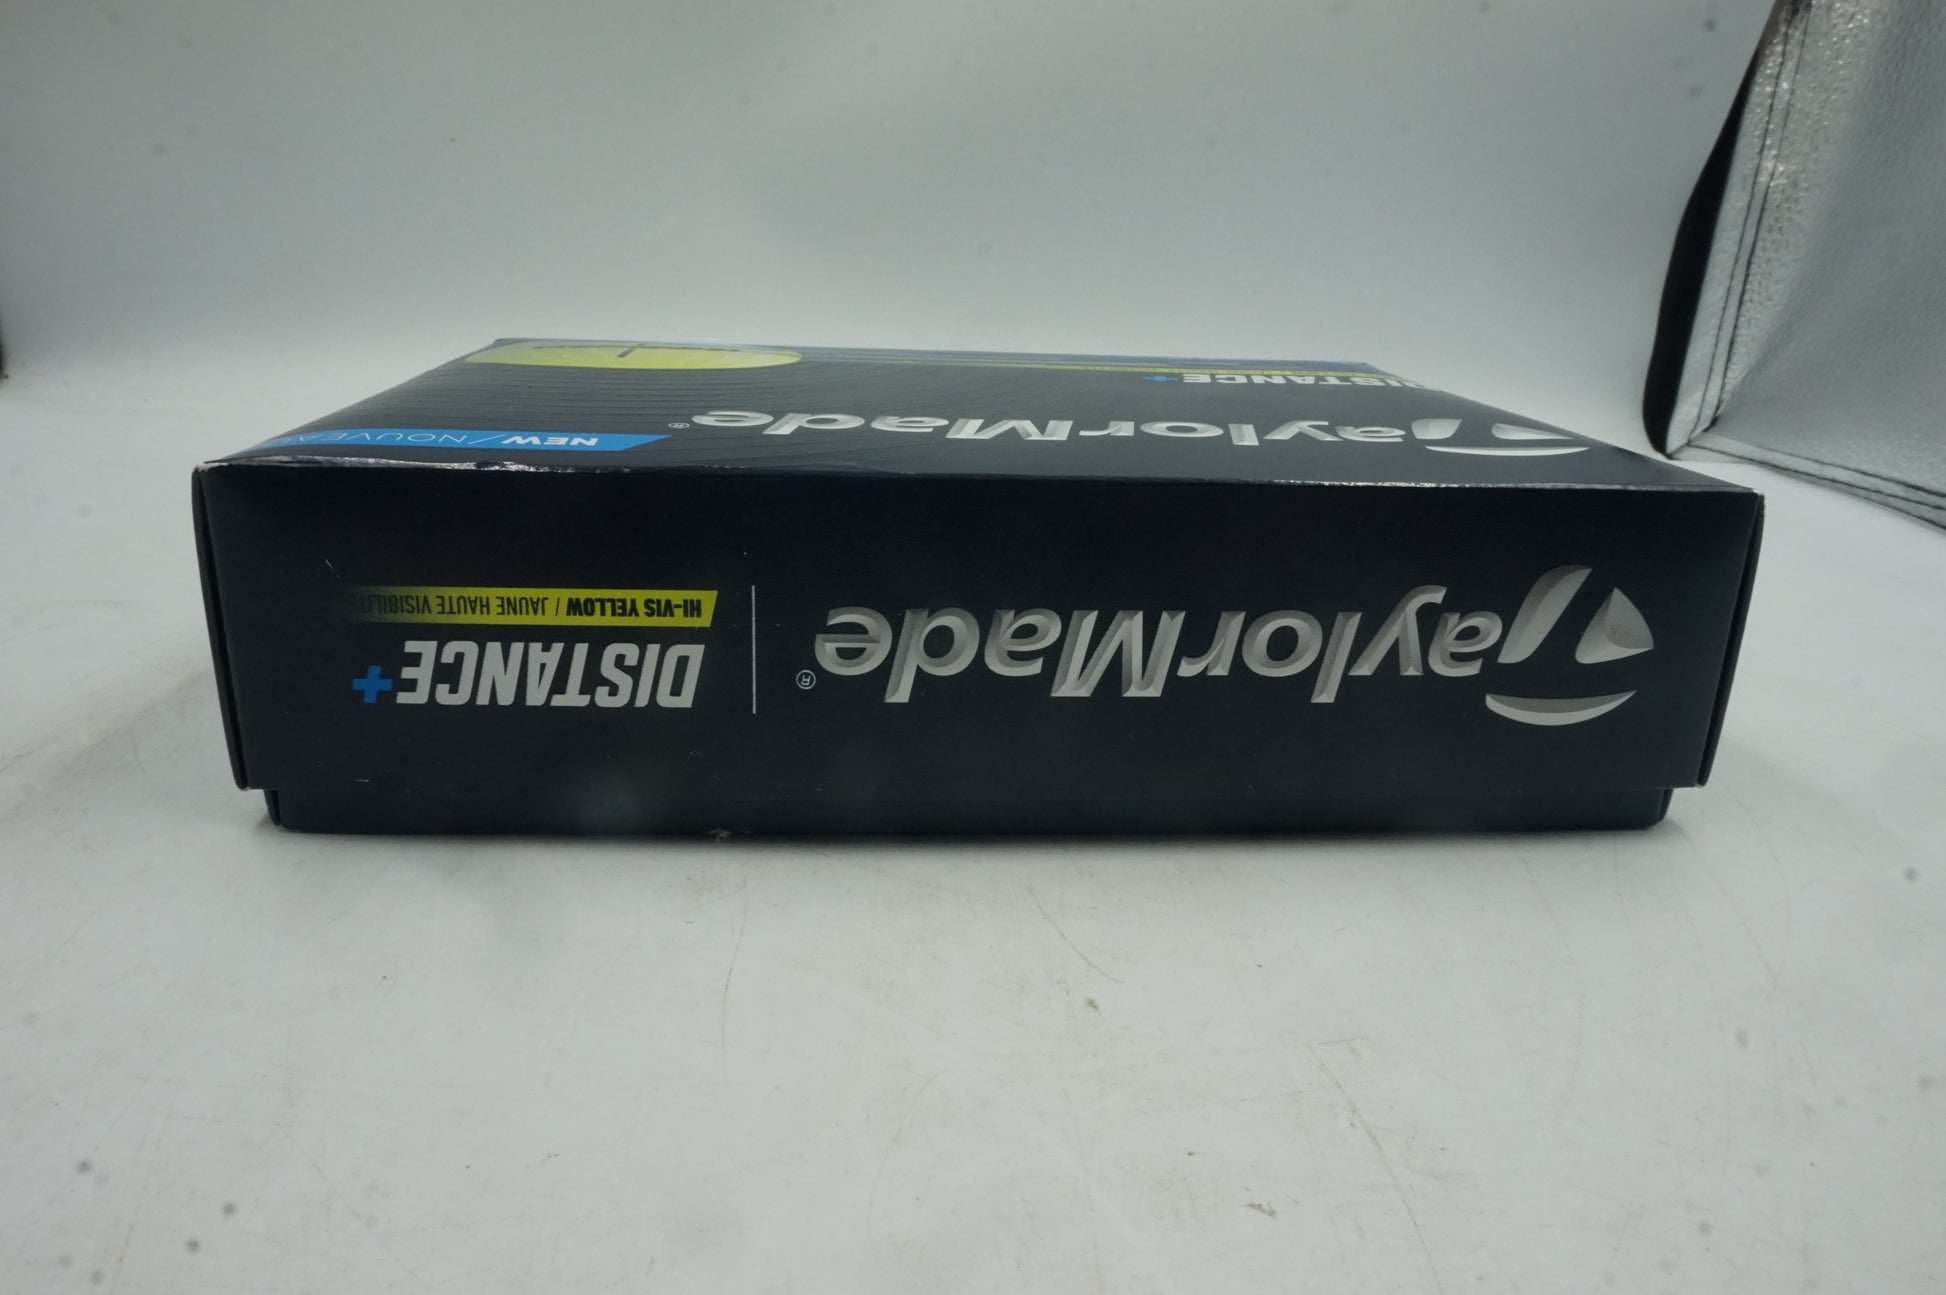 TaylorMade®
DISTANCE+
HI-VIS YELLOW / JAUNE HAUTE VISIBILITÉ
TaylorMade®
DISTANCE+
NEW/NOUVEAU